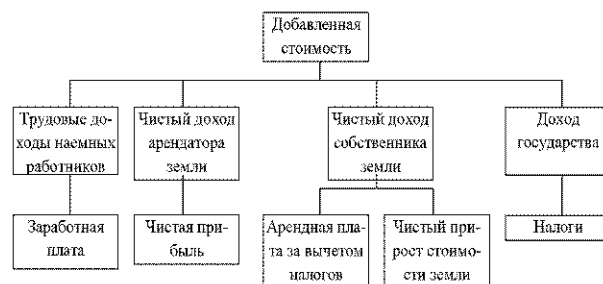 Добавленная
стоимость
Трудовые до-
ходы наемных
работников
Чистый доход
арендатора
земли
Чистый доход
собственника
земли
Доход
государства
Заработная
плата
Чистая при-
быль
Арендная пла-
та за вычетом
налогов
Чистый при-
рост стоимо-
сти земли
Налоги